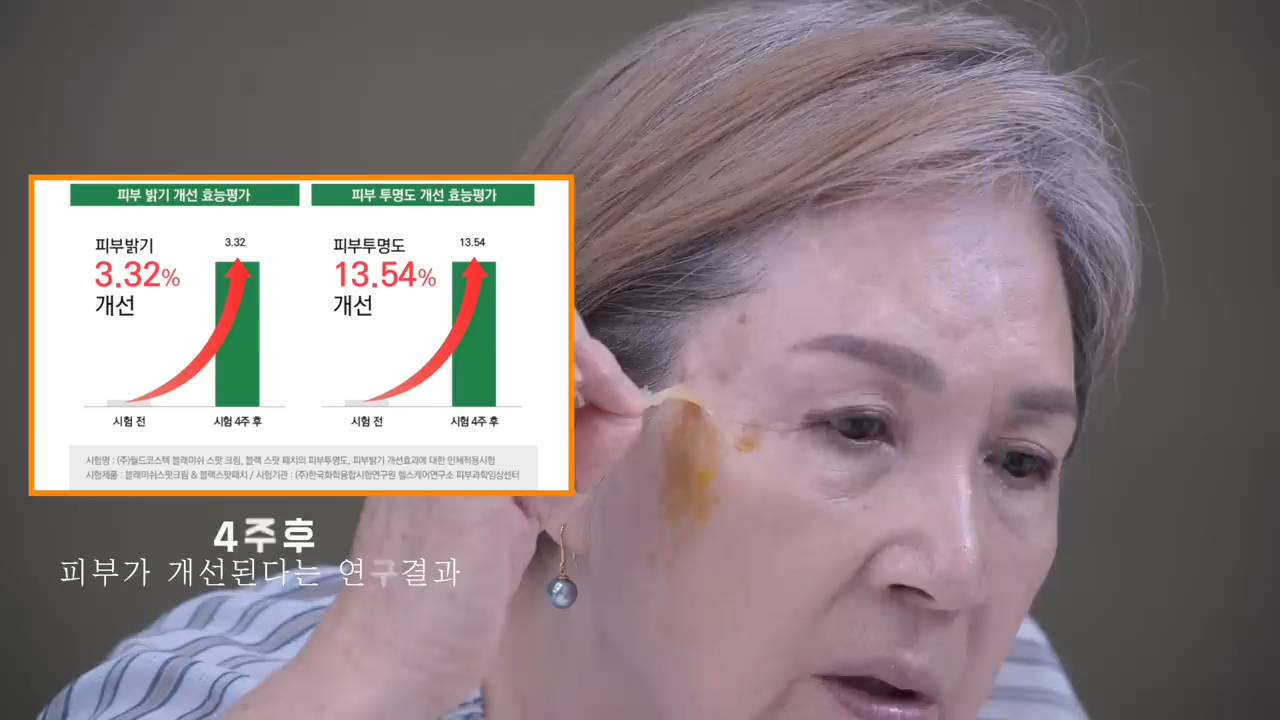 피부 밝기 개선 효능평가
피부 투명도 개선 효능평가
피부밝기
3.32%
개선
3.32
시험 전
시험 4주 후
피부투명도
13.54%
개선
13.54
시험 전
시험 4주 후
시험명 : (주)월드코스텍 블래미쉬 스팟 크림, 블랙 스팟 패치의 피부투명도, 피부밝기 개선효과에 대한 인체적용시험
시험제품 : 블래미쉬스팟크림 & 블랙스팟패치 / 시험기관 : (주)한국화학융합시험연구원 헬스케어연구소 피부과학임상센터
4주후
피부가 개선된다는 연구결과